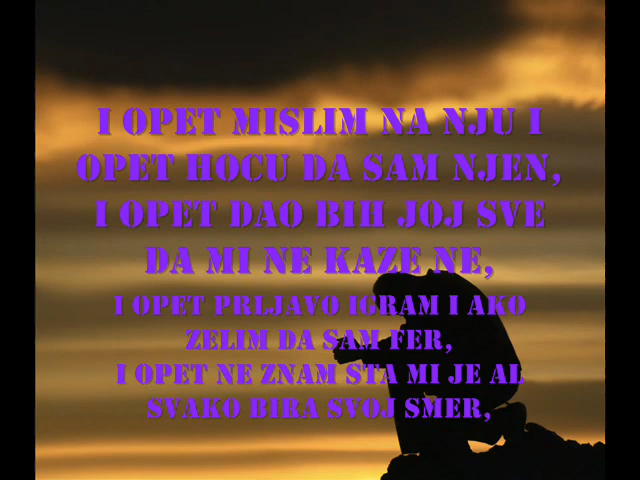 I OPET MISLIM NA NJU I
OPET HOCU DA SAM NJEN,
I OPET DAO BIH JOJ SVE
DA MI NE KAZE NE,
I OPET PRLJAVO IGRAM I AKO
ZELIM DA SAM FER,
I OPET NE ZNAM STA MI JE AL
SVAKO BIRA SVOJ SMER,